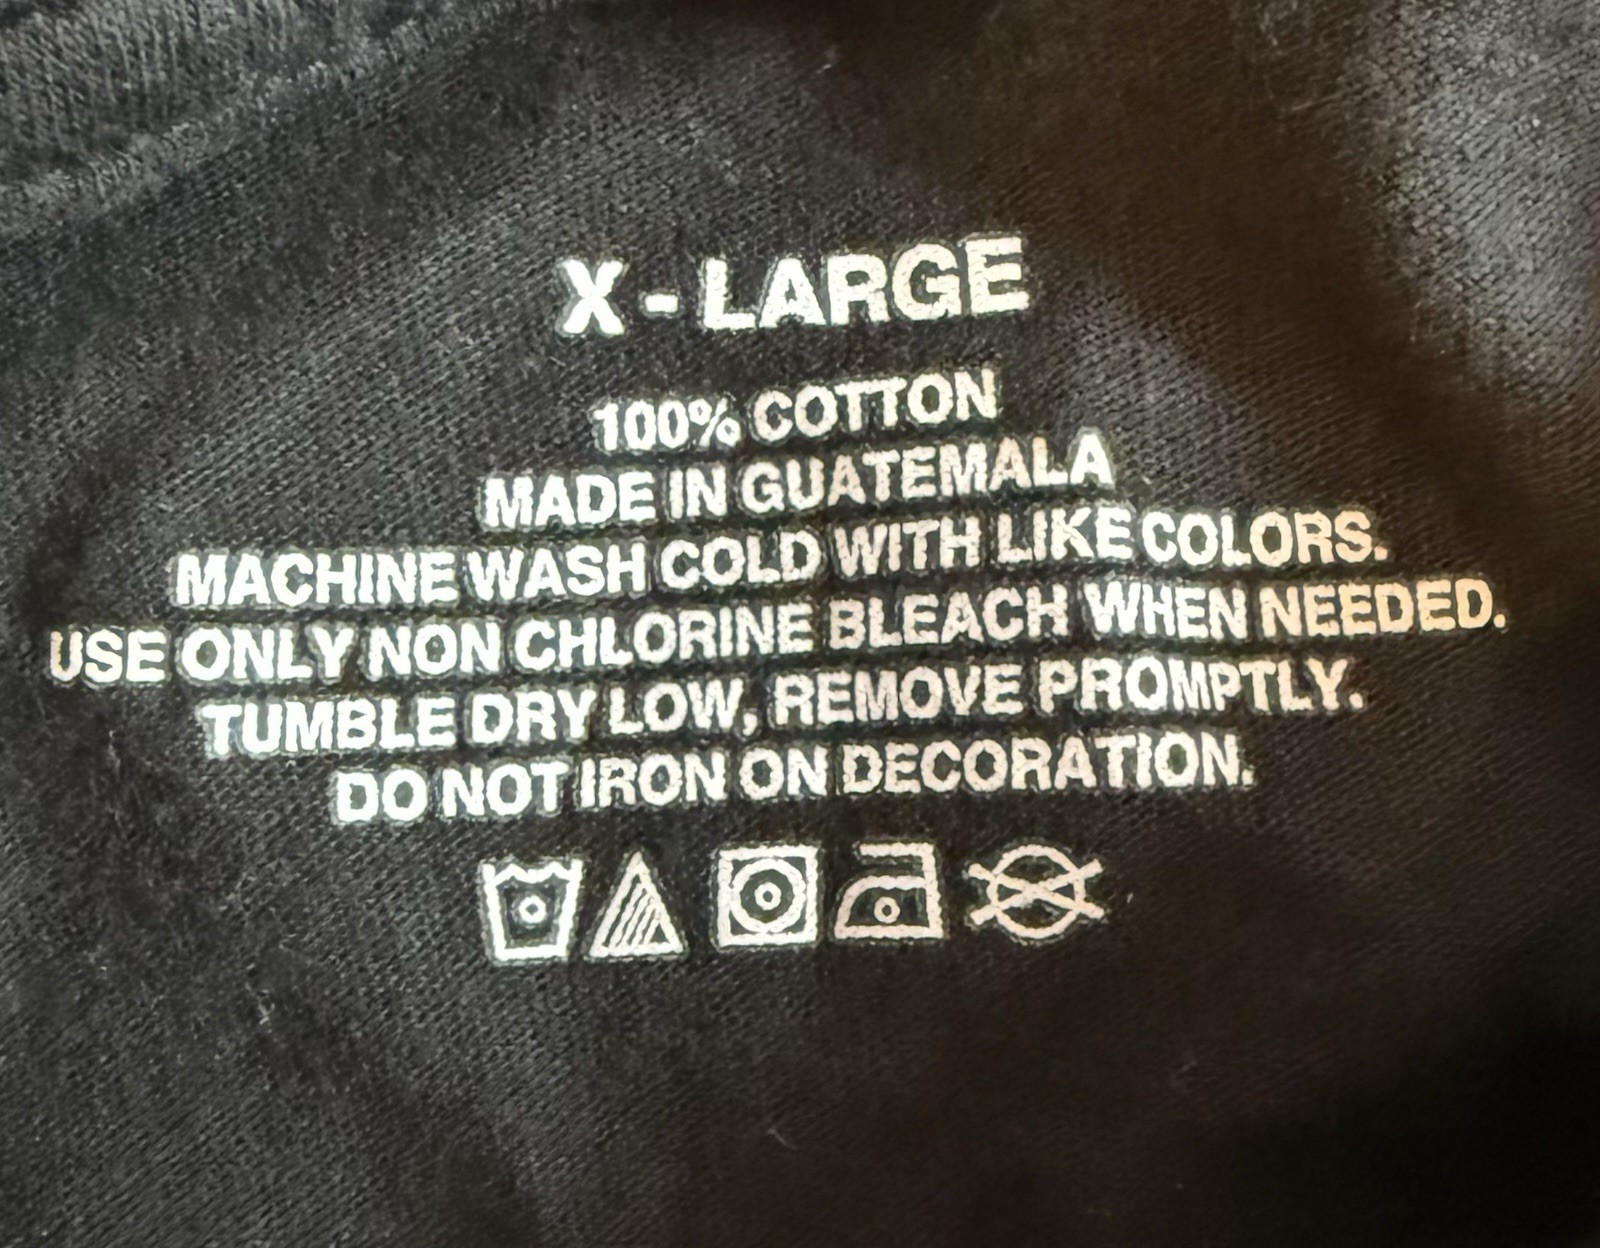 X - LARGE
100% COTTON
MADE IN GUATEMALA
MACHINE WASH COLD WITH LIKE COLORS.
USE ONLY NON CHLORINE BLEACH WHEN NEEDED.
TUMBLE DRY LOW, REMOVE PROMPTLY.
DO NOT IRON ON DECORATION.